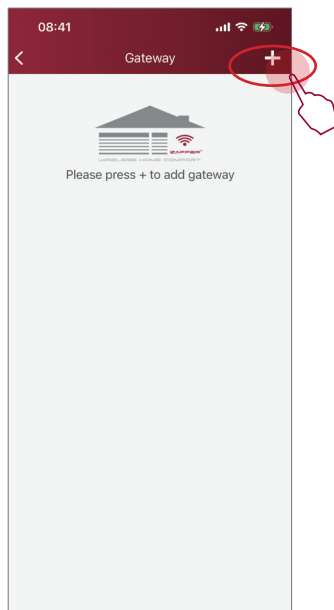 08:41
Gateway
ZAPPER®
WIRELESS HOME COMFORT
Please press + to add gateway